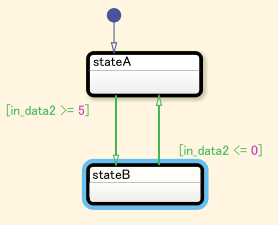 stateA
[in_data2 >= 5]
[in_data2 <= 0]
stateB